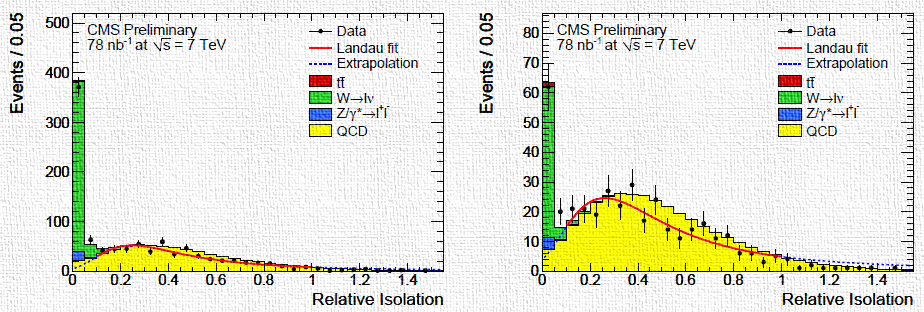 Events / 0.05
500
400
300
200
100
0
CMS Preliminary
78 nb⁻¹ at √s = 7 TeV
Data
Landau fit
Extrapolation
tt̄
W→lν
Z/γ*→l⁺l⁻
QCD
0 0.2 0.4 0.6 0.8 1 1.2 1.4
Relative Isolation
Events / 0.05
80
70
60
50
40
30
20
10
0
CMS Preliminary
78 nb⁻¹ at √s = 7 TeV
Data
Landau fit
Extrapolation
tt̄
W→lν
Z/γ*→l⁺l⁻
QCD
0 0.2 0.4 0.6 0.8 1 1.2 1.4
Relative Isolation